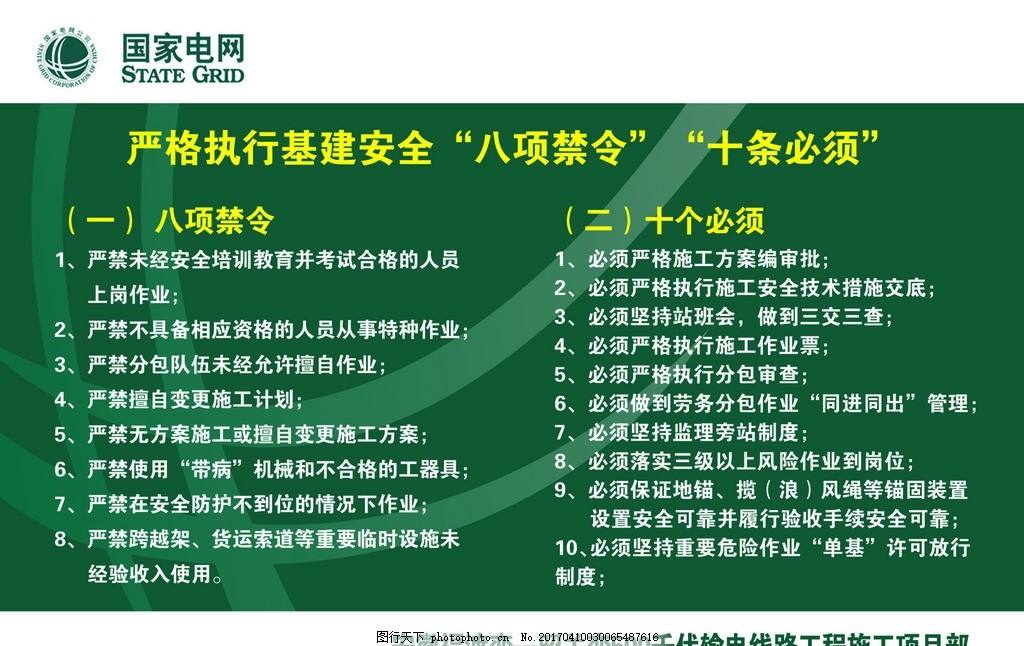 国家电网公司
STATE GRID CORPORATION OF CHINA
国家电网
STATE GRID
严格执行基建安全“八项禁令”“十条必须”
（一）八项禁令
1、严禁未经安全培训教育并考试合格的人员
上岗作业；
2、严禁不具备相应资格的人员从事特种作业；
3、严禁分包队伍未经允许擅自作业；
4、严禁擅自变更施工计划；
5、严禁无方案施工或擅自变更施工方案；
6、严禁使用“带病”机械和不合格的工器具；
7、严禁在安全防护不到位的情况下作业；
8、严禁跨越架、货运索道等重要临时设施未
经验收入使用。
（二）十个必须
1、必须严格施工方案编审批；
2、必须严格执行施工安全技术措施交底；
3、必须坚持站班会，做到三交三查；
4、必须严格执行施工作业票；
5、必须严格执行分包审查；
6、必须做到劳务分包作业“同进同出”管理；
7、必须坚持监理旁站制度；
8、必须落实三级以上风险作业到岗位；
9、必须保证地锚、揽（浪）风绳等锚固装置
设置安全可靠并履行验收手续安全可靠；
10、必须坚持重要危险作业“单基”许可放行
制度；
图行天下 photophoto.cn No.20170410030065487616
千伏输电线路工程施工项目部